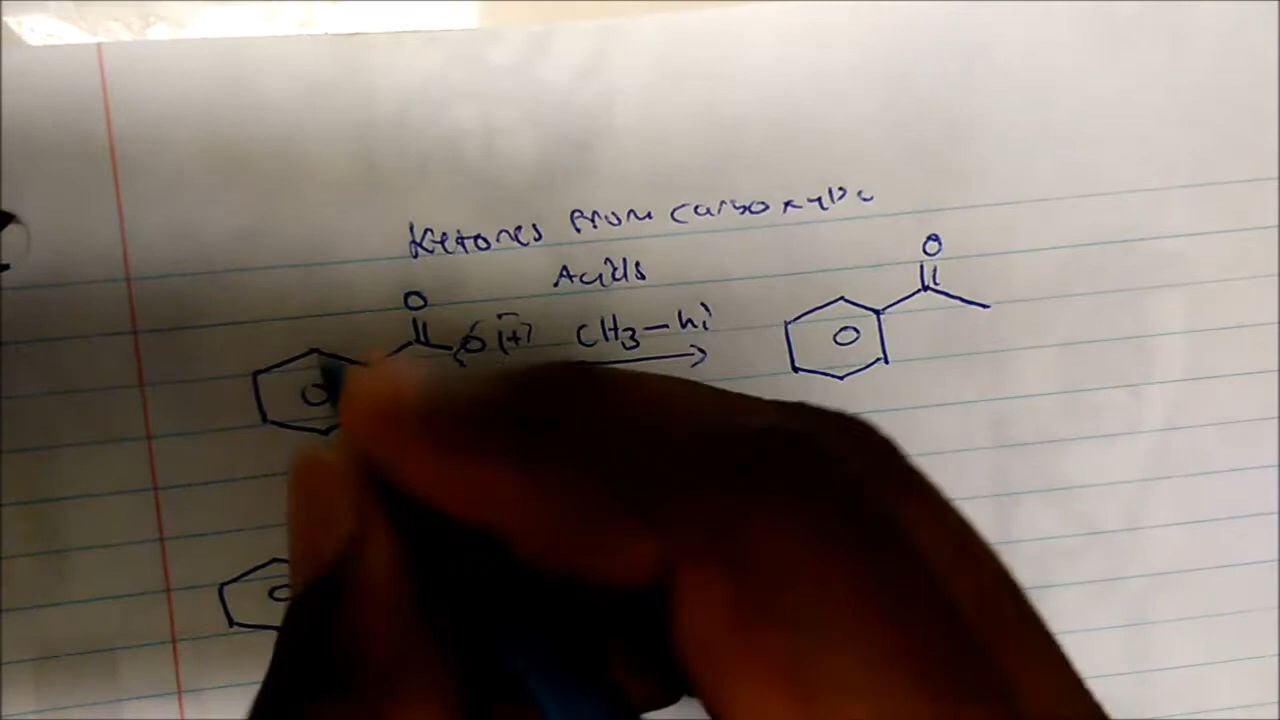 Ketones from carboxylic
Acids
O
O
CH3-Li
O